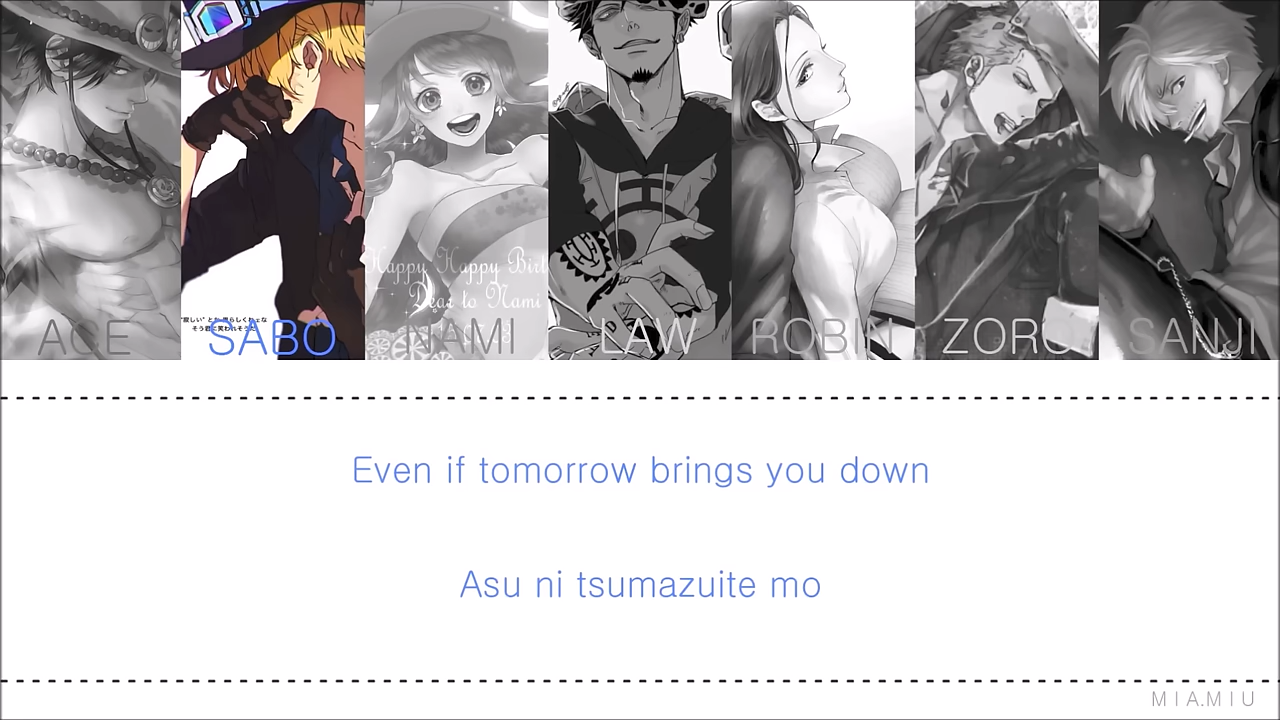 Happy Happy Birt
Dear to Nami
ACE
SABO
NAMI
LAW
ROBIN
ZORO
SANJI
Even if tomorrow brings you down
Asu ni tsumazuite mo
MIA.MIU